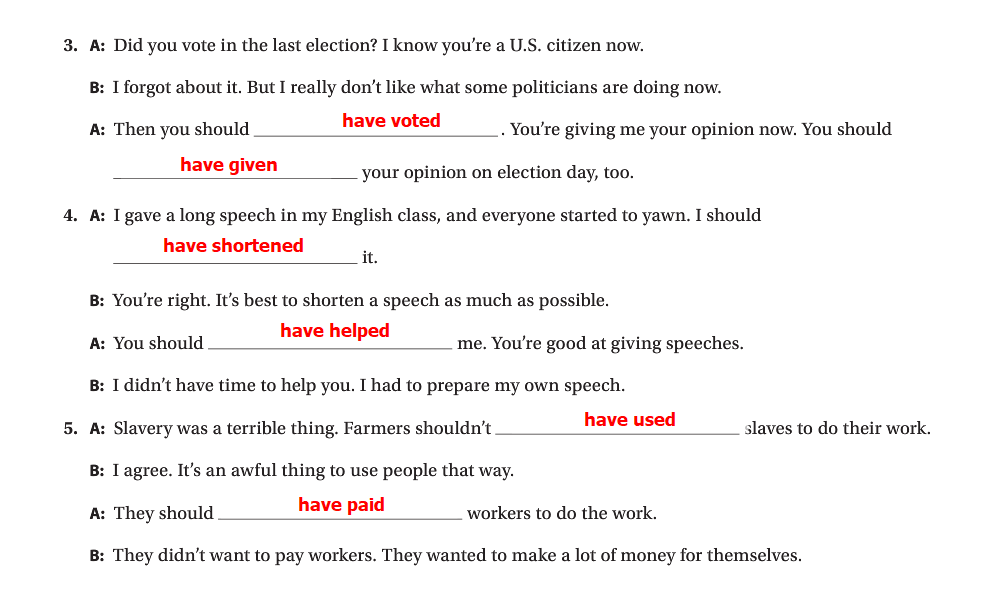 3. A: Did you vote in the last election? I know you’re a U.S. citizen now.
B: I forgot about it. But I really don’t like what some politicians are doing now.
A: Then you should have voted . You’re giving me your opinion now. You should
have given your opinion on election day, too.
4. A: I gave a long speech in my English class, and everyone started to yawn. I should
have shortened it.
B: You’re right. It’s best to shorten a speech as much as possible.
A: You should have helped me. You’re good at giving speeches.
B: I didn’t have time to help you. I had to prepare my own speech.
5. A: Slavery was a terrible thing. Farmers shouldn’t have used slaves to do their work.
B: I agree. It’s an awful thing to use people that way.
A: They should have paid workers to do the work.
B: They didn’t want to pay workers. They wanted to make a lot of money for themselves.